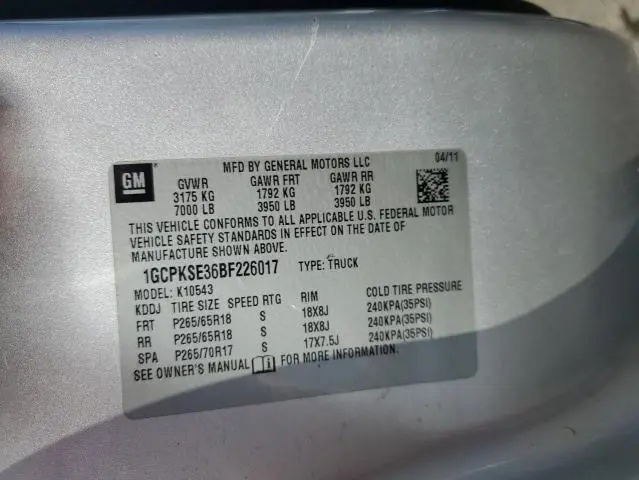 GM ®
MFD BY GENERAL MOTORS LLC 04/11
GVWR GAWR FRT GAWR RR
3175 KG 1792 KG 1792 KG
7000 LB 3950 LB 3950 LB
THIS VEHICLE CONFORMS TO ALL APPLICABLE U.S. FEDERAL MOTOR
VEHICLE SAFETY STANDARDS IN EFFECT ON THE DATE OF
MANUFACTURE SHOWN ABOVE.
1GCPKSE36BF226017 TYPE: TRUCK
MODEL: K10543
KDDJ TIRE SIZE SPEED RTG RIM COLD TIRE PRESSURE
FRT P265/65R18 S 18X8J 240KPA(35PSI)
RR P265/65R18 S 18X8J 240KPA(35PSI)
SPA P265/70R17 S 17X7.5J 240KPA(35PSI)
SEE OWNER'S MANUAL FOR MORE INFORMATION.